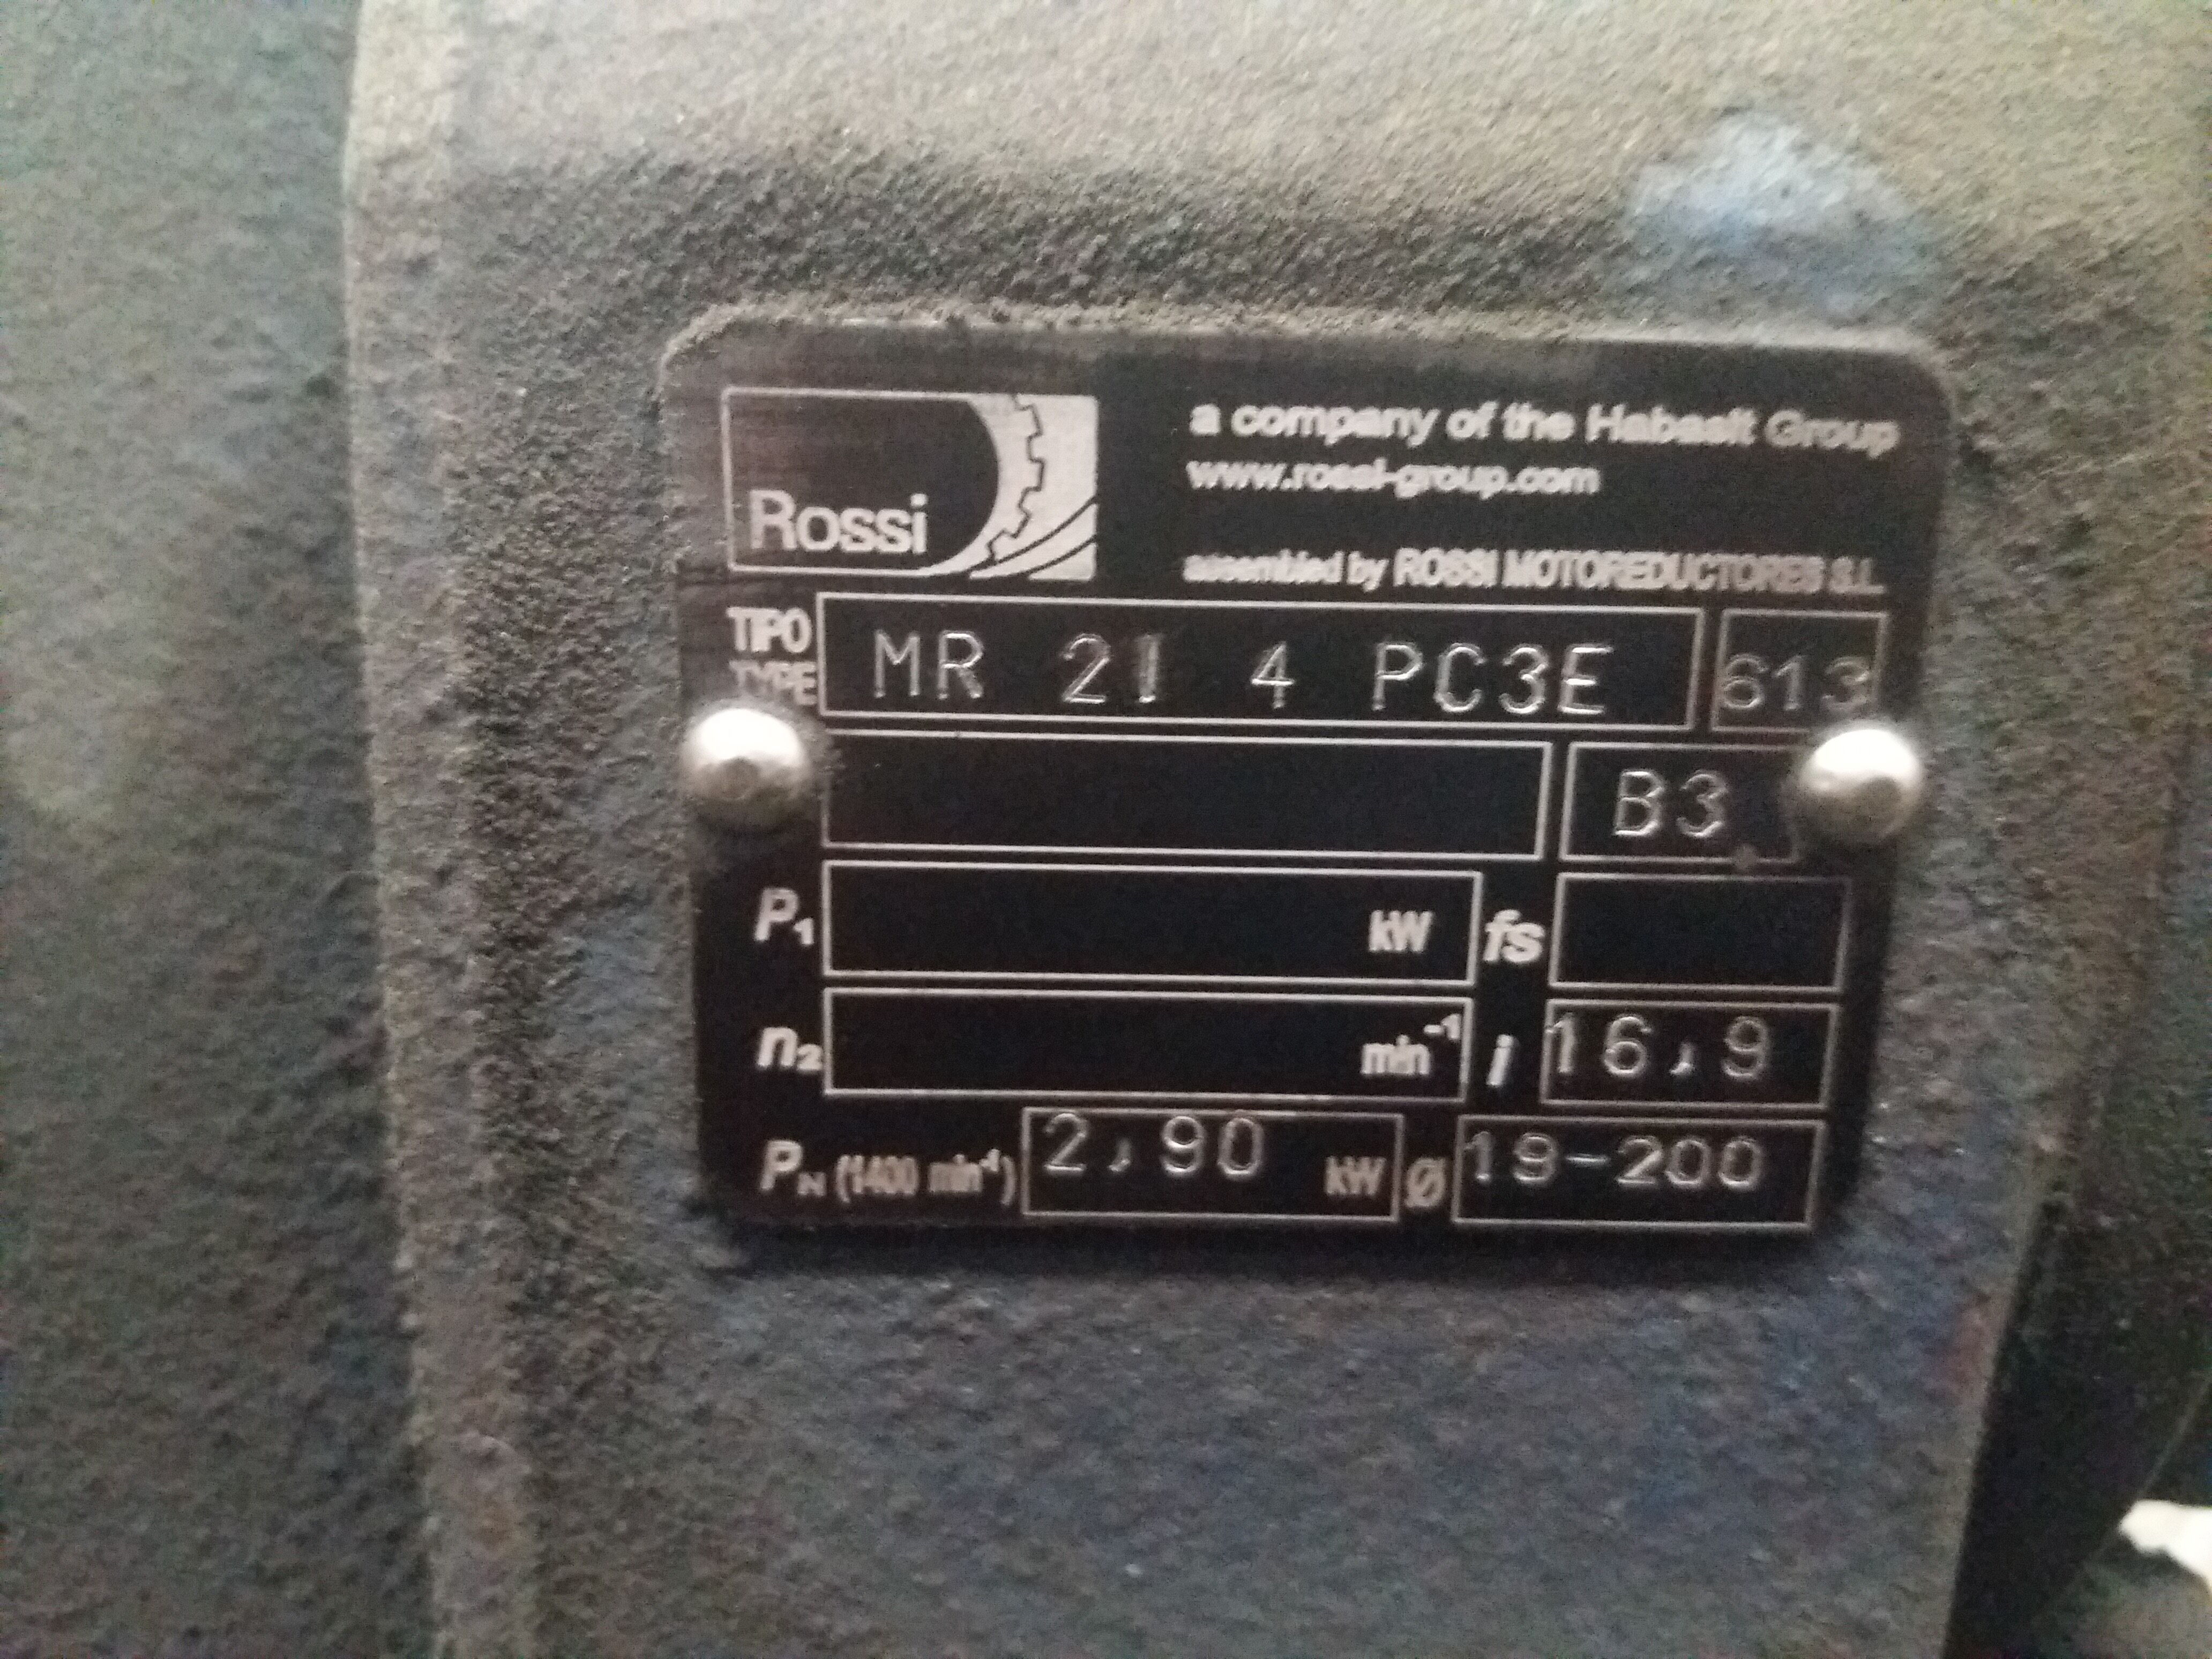 Rossi
a company of the Habasit Group
www.rossi-group.com
assembled by ROSSI MOTOREDUCTORES S.L.
TIPO
TYPE
MR 2I 4 PC3E
613
B3
P₁ kW fs
n₂ min⁻¹ i 16,9
PN (1400 min⁻¹) 2,90 kW Ø 19-200